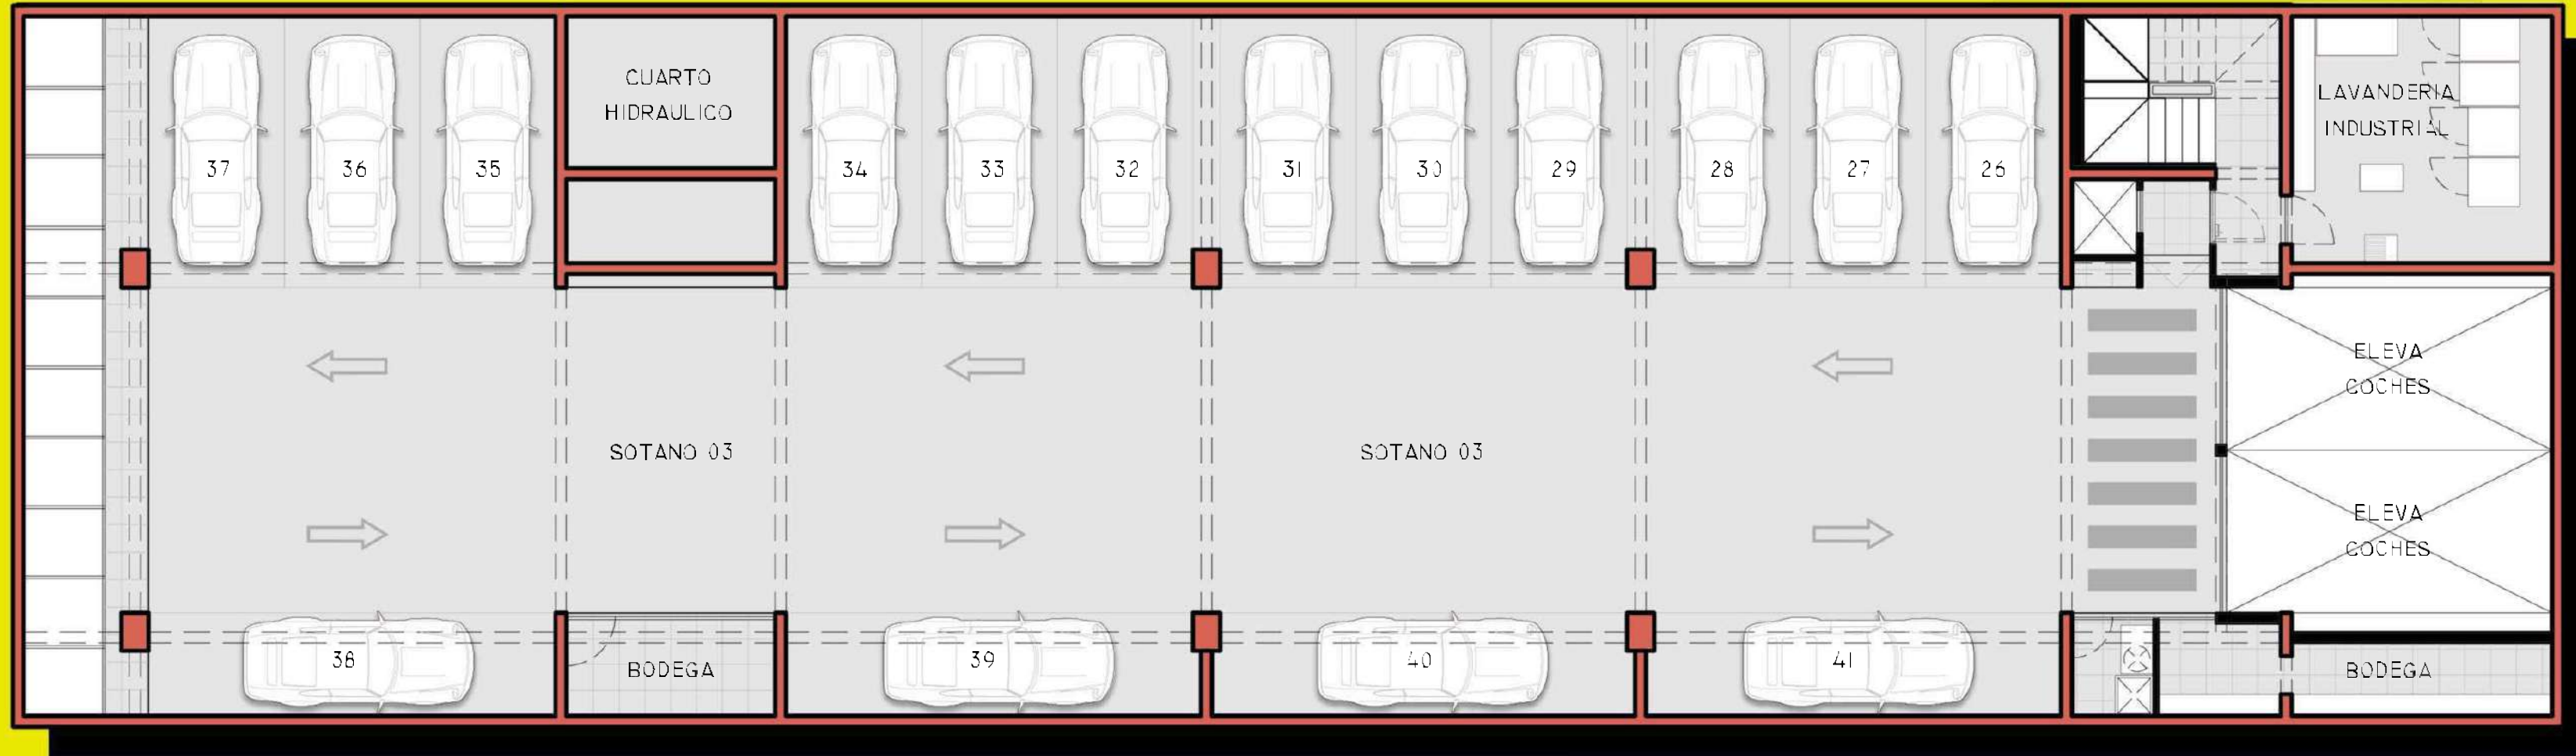 CUARTO
HIDRAULICO
LAVANDERIA
INDUSTRIAL
37
36
35
34
33
32
31
30
29
28
27
26
ELEVA
COCHES
SOTANO 03
SOTANO 03
ELEVA
COCHES
38
BODEGA
39
40
41
BODEGA